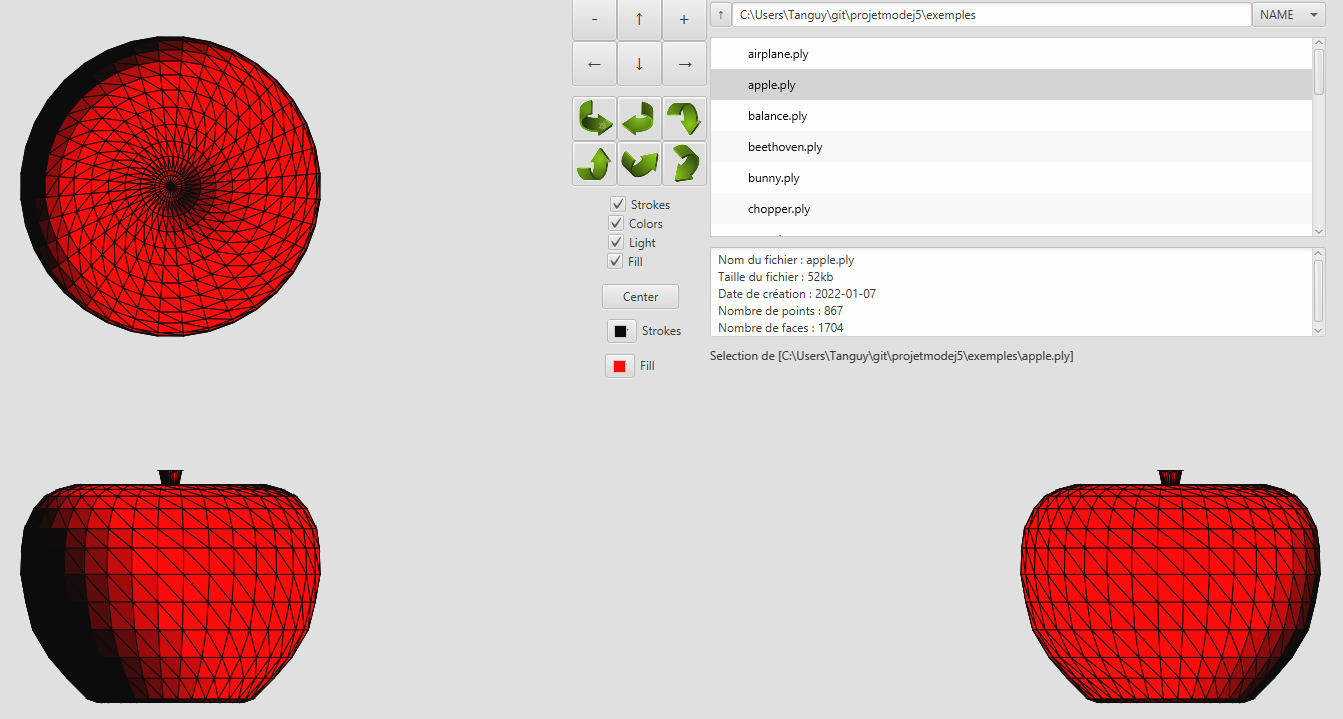 - ↑ +
← ↓ →
Strokes
Colors
Light
Fill
Center
Strokes
Fill
↑ C:\Users\Tanguy\git\projetmodej5\exemples NAME
airplane.ply
apple.ply
balance.ply
beethoven.ply
bunny.ply
chopper.ply
Nom du fichier : apple.ply
Taille du fichier : 52kb
Date de création : 2022-01-07
Nombre de points : 867
Nombre de faces : 1704
Selection de [C:\Users\Tanguy\git\projetmodej5\exemples\apple.ply]